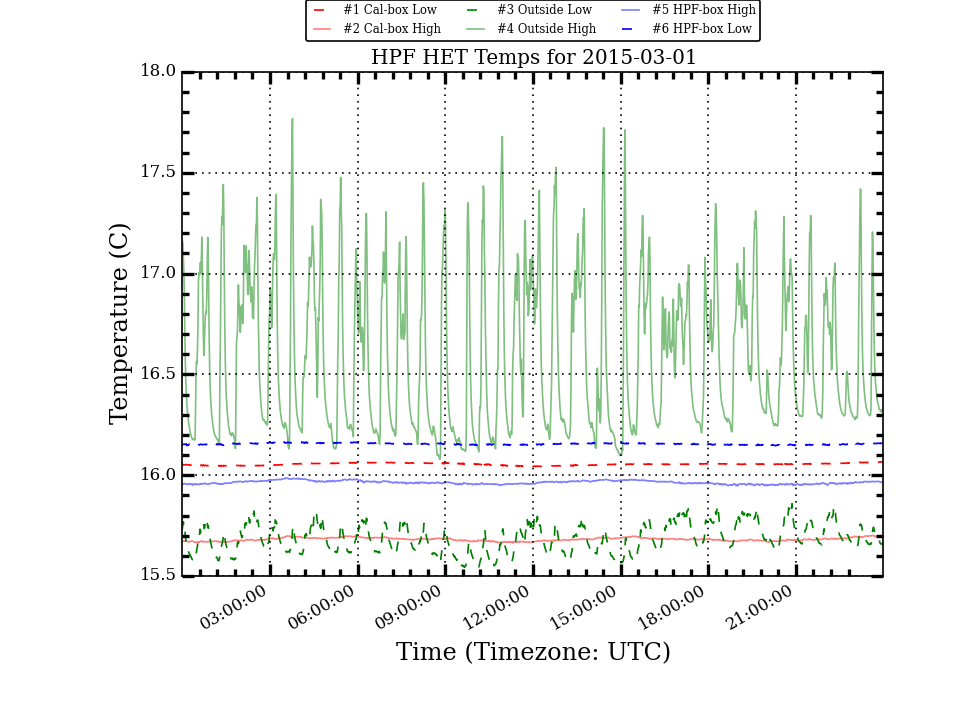 #1 Cal-box Low #3 Outside Low #5 HPF-box High
#2 Cal-box High #4 Outside High #6 HPF-box Low
HPF HET Temps for 2015-03-01
18.0
17.5
17.0
16.5
16.0
15.5
Temperature (C)
03:00:00 06:00:00 09:00:00 12:00:00 15:00:00 18:00:00 21:00:00
Time (Timezone: UTC)